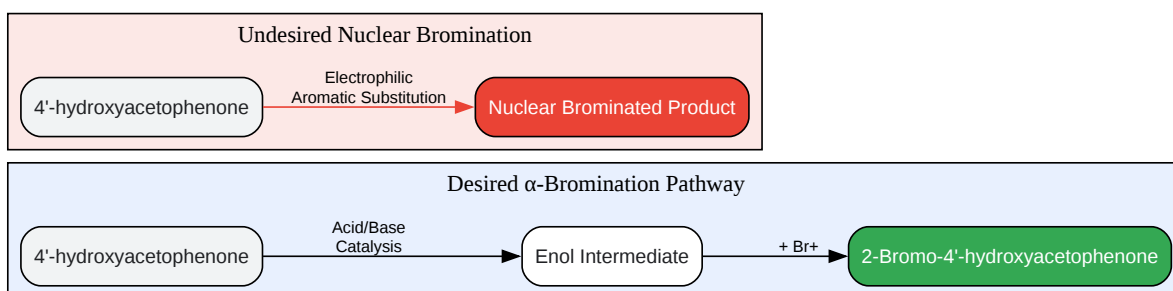 Undesired Nuclear Bromination
4'-hydroxyacetophenone
Electrophilic
Aromatic Substitution
Nuclear Brominated Product
Desired α-Bromination Pathway
4'-hydroxyacetophenone
Acid/Base
Catalysis
Enol Intermediate
+ Br+
2-Bromo-4'-hydroxyacetophenone